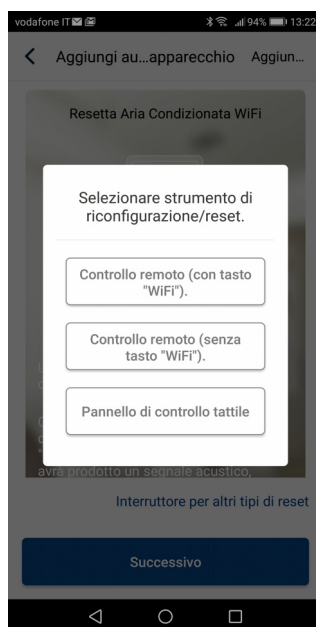 vodafone IT 94% 13:22
Aggiungi au...apparecchio Aggiun...
Resetta Aria Condizionata WiFi
Selezionare strumento di
riconfigurazione/reset.
Controllo remoto (con tasto
"WiFi").
Controllo remoto (senza
tasto "WiFi").
Pannello di controllo tattile
avrà prodotto un segnale acustico,
Interruttore per altri tipi di reset
Successivo